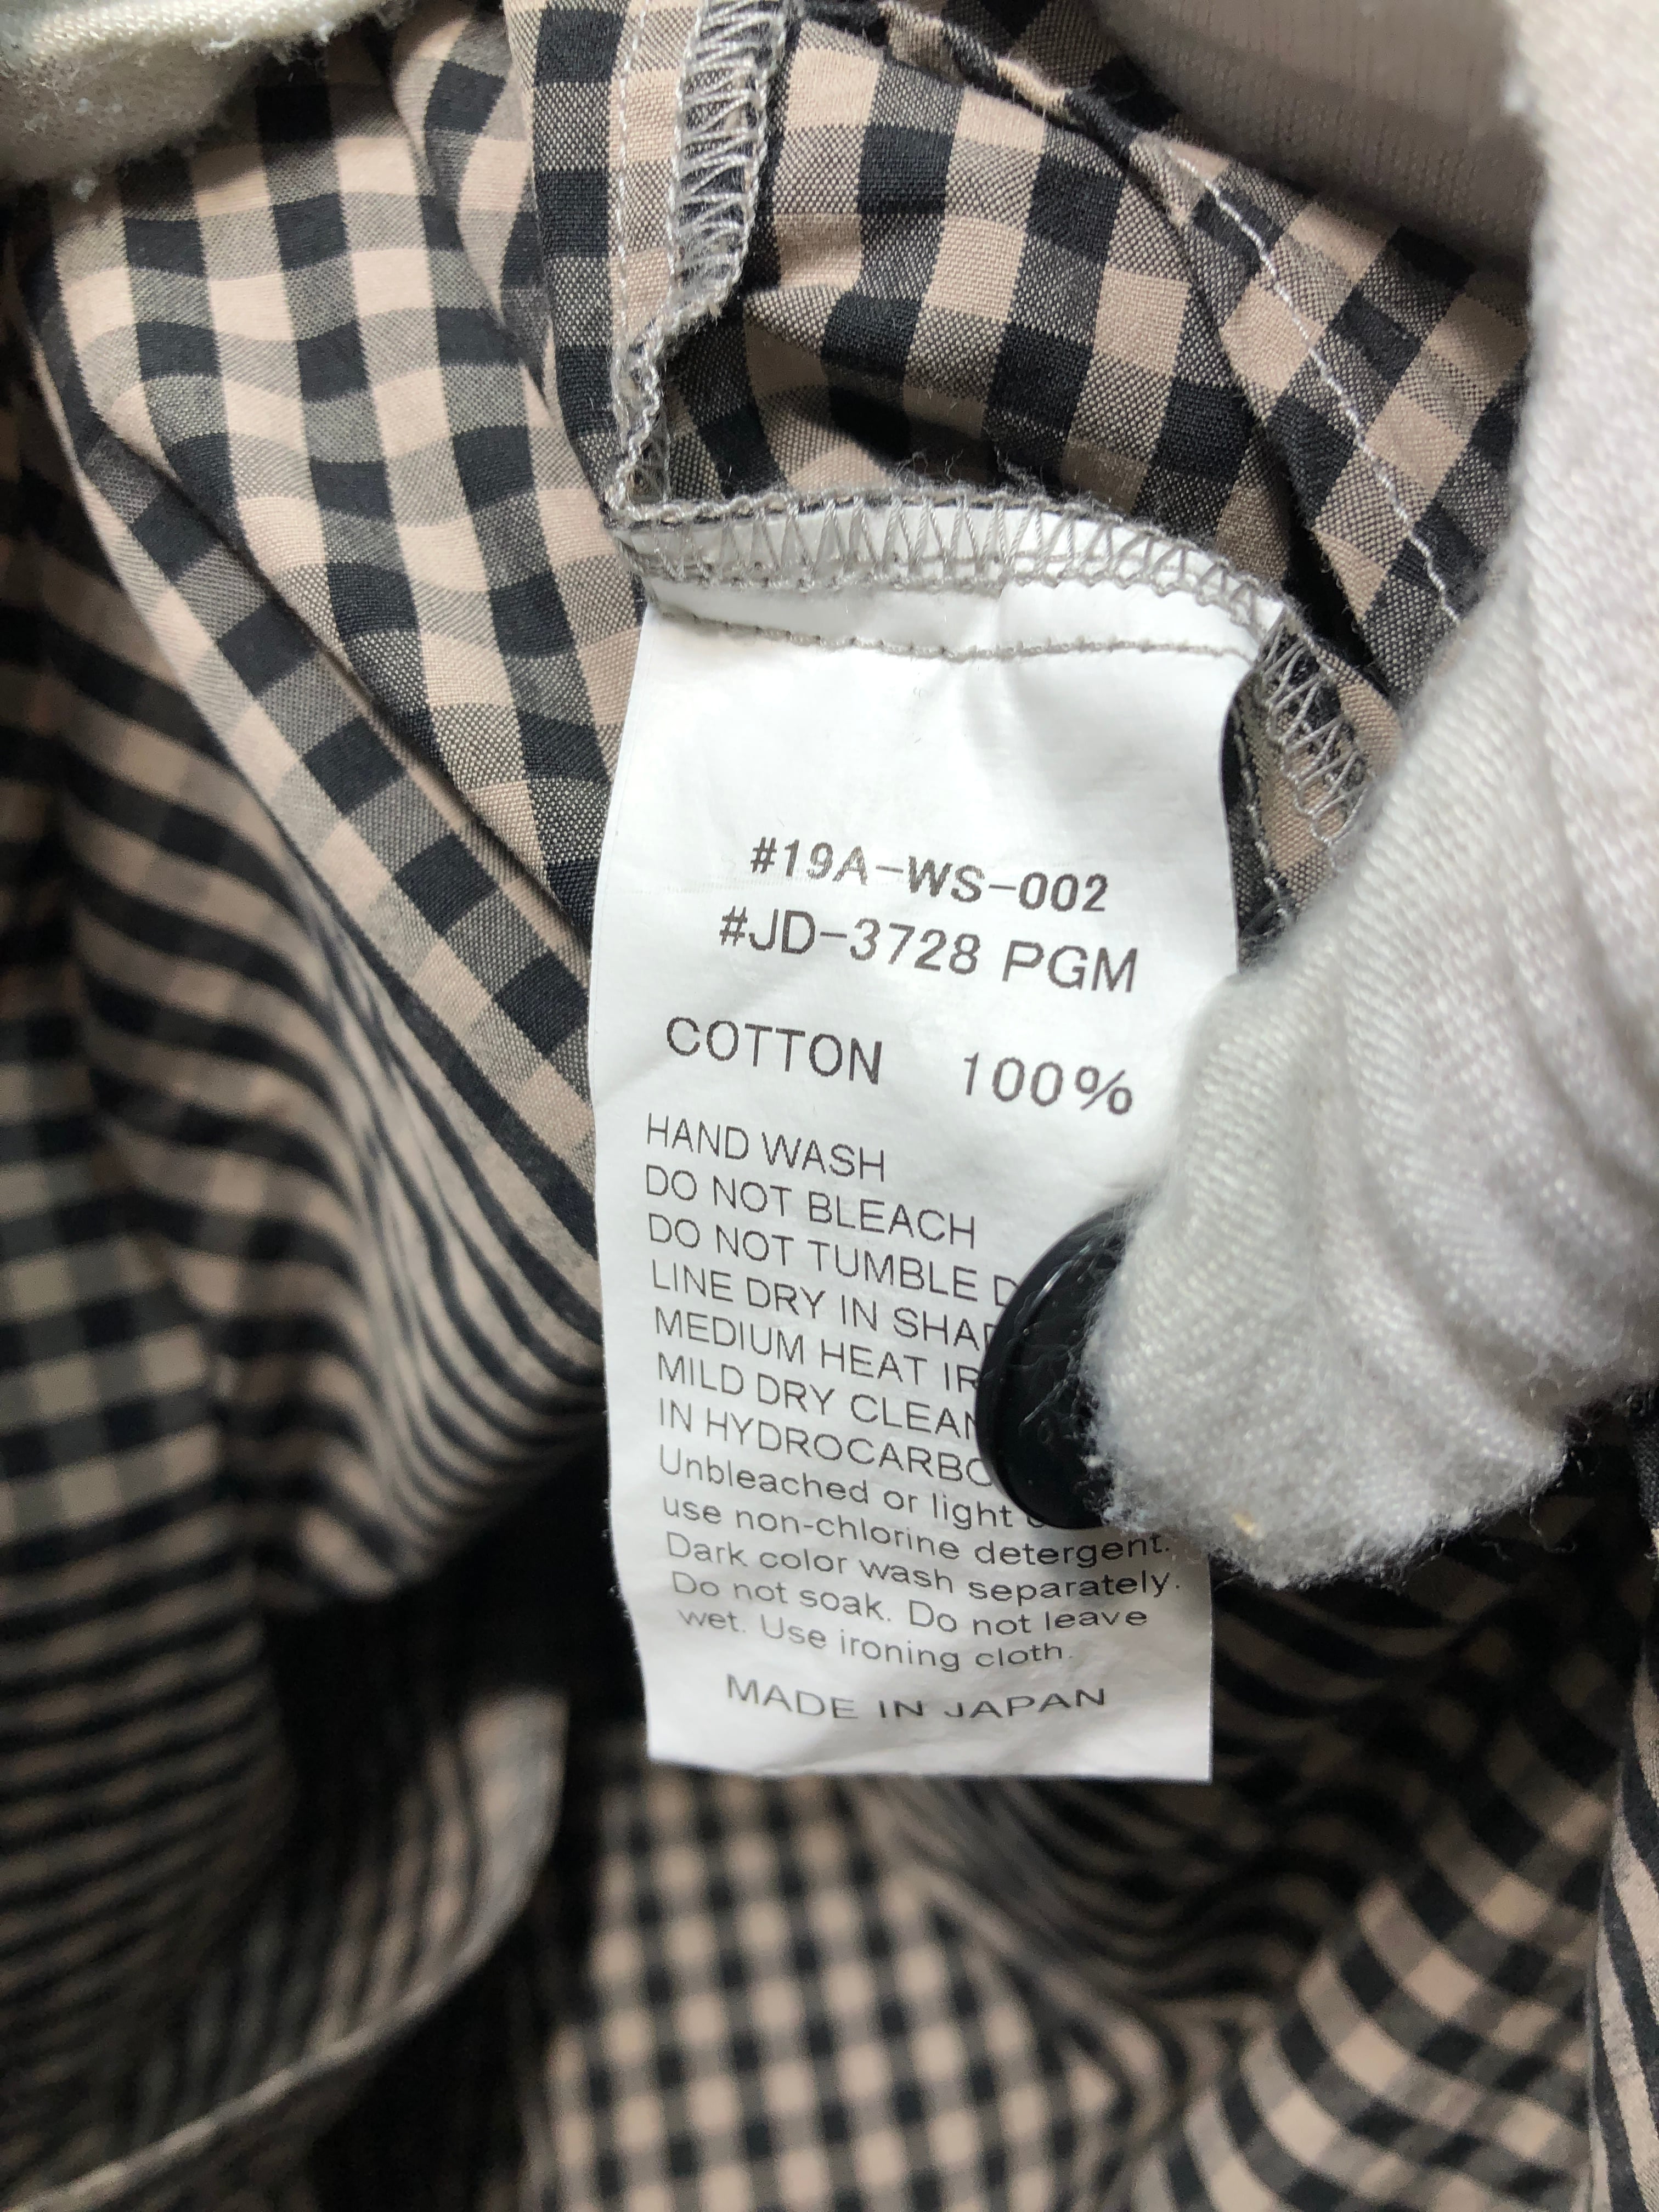 #19A-WS-002
#JD-3728 PGM
COTTON 100%
HAND WASH
DO NOT BLEACH
DO NOT TUMBLE
LINE DRY IN
MEDIUM HEAT
MILD DRY
IN
Unbleached or light
use non-chlorine detergent.
Dark color wash separately.
Do not soak. Do not leave
wet. Use ironing cloth.
MADE IN JAPAN